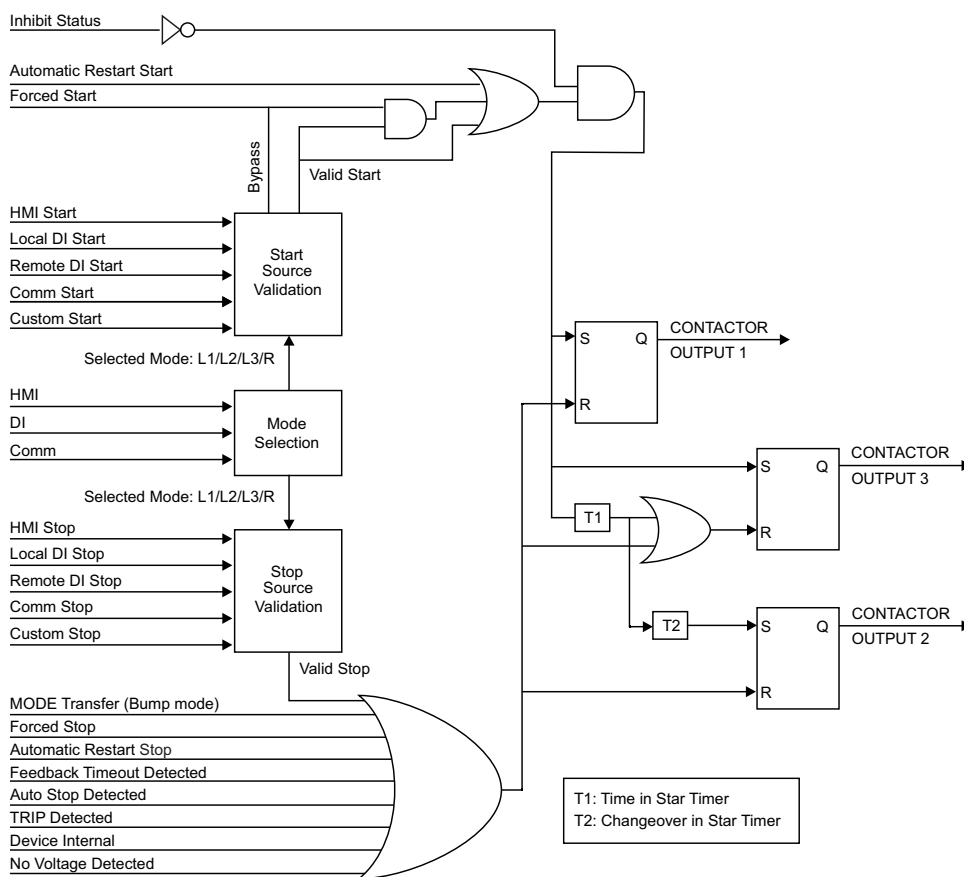 Inhibit Status
Automatic Restart Start
Forced Start
Bypass
Valid Start
HMI Start
Local DI Start
Remote DI Start
Comm Start
Custom Start
Start
Source
Validation
Selected Mode: L1/L2/L3/R
HMI
DI
Comm
Mode
Selection
Selected Mode: L1/L2/L3/R
HMI Stop
Local DI Stop
Remote DI Stop
Comm Stop
Custom Stop
Stop
Source
Validation
Valid Stop
MODE Transfer (Bump mode)
Forced Stop
Automatic Restart Stop
Feedback Timeout Detected
Auto Stop Detected
TRIP Detected
Device Internal
No Voltage Detected
S Q
R
CONTACTOR
OUTPUT 1
S Q
R
CONTACTOR
OUTPUT 3
T1
T2
S Q
R
CONTACTOR
OUTPUT 2
T1: Time in Star Timer
T2: Changeover in Star Timer